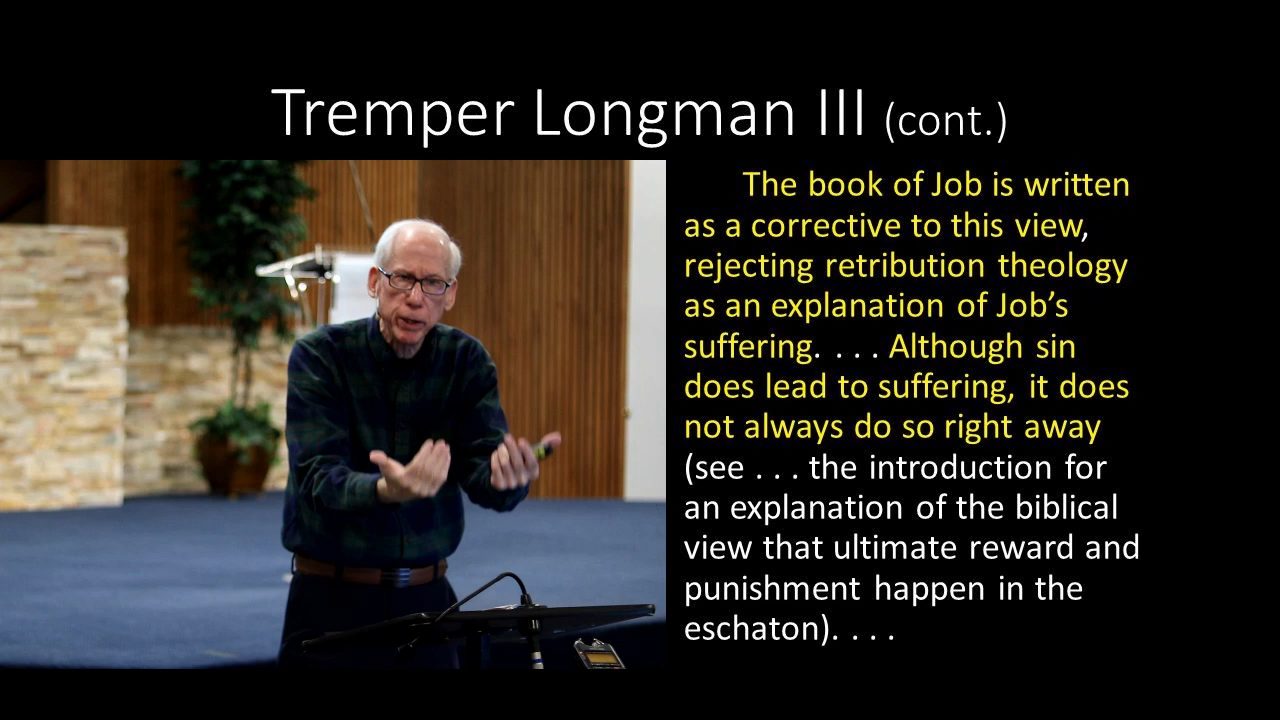 Tremper Longman III (cont.)
The book of Job is written
as a corrective to this view,
rejecting retribution theology
as an explanation of Job’s
suffering. . . . Although sin
does lead to suffering, it does
not always do so right away
(see . . . the introduction for
an explanation of the biblical
view that ultimate reward and
punishment happen in the
eschaton). . . .